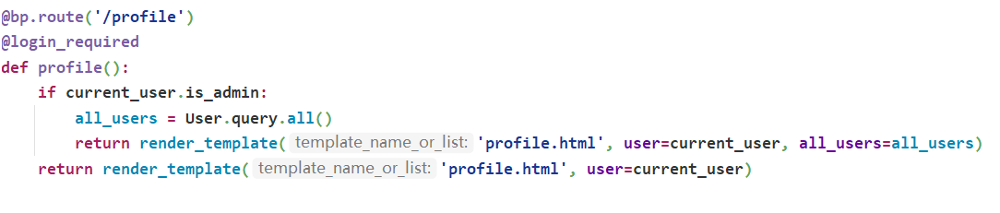 @bp.route('/profile')
@login_required
def profile():
    if current_user.is_admin:
        all_users = User.query.all()
        return render_template( template_name_or_list: 'profile.html', user=current_user, all_users=all_users)
    return render_template( template_name_or_list: 'profile.html', user=current_user)